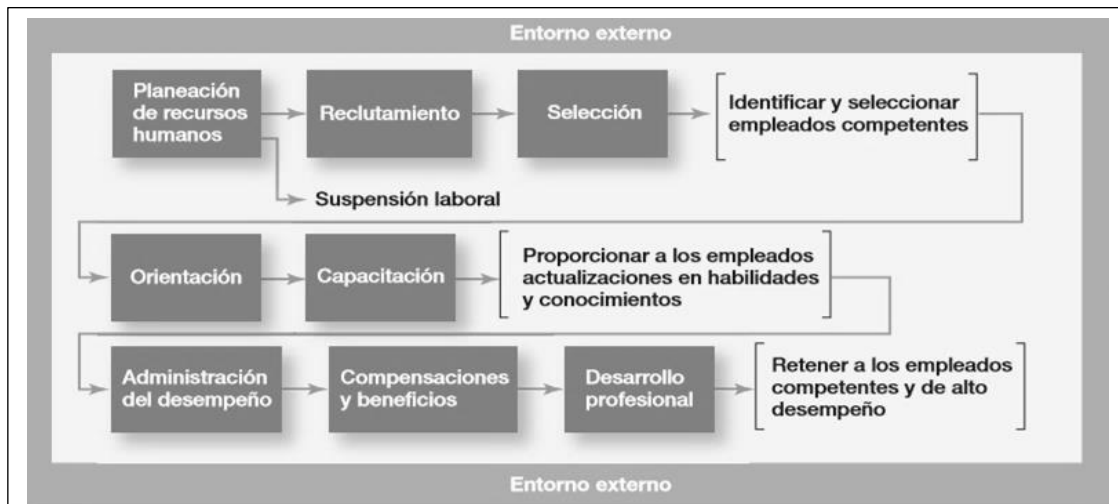 Entorno externo
Planeación
de recursos
humanos
Reclutamiento
Selección
Identificar y seleccionar
empleados competentes
Suspensión laboral
Orientación
Capacitación
Proporcionar a los empleados
actualizaciones en habilidades
y conocimientos
Administración
del desempeño
Compensaciones
y beneficios
Desarrollo
profesional
Retener a los empleados
competentes y de alto
desempeño
Entorno externo